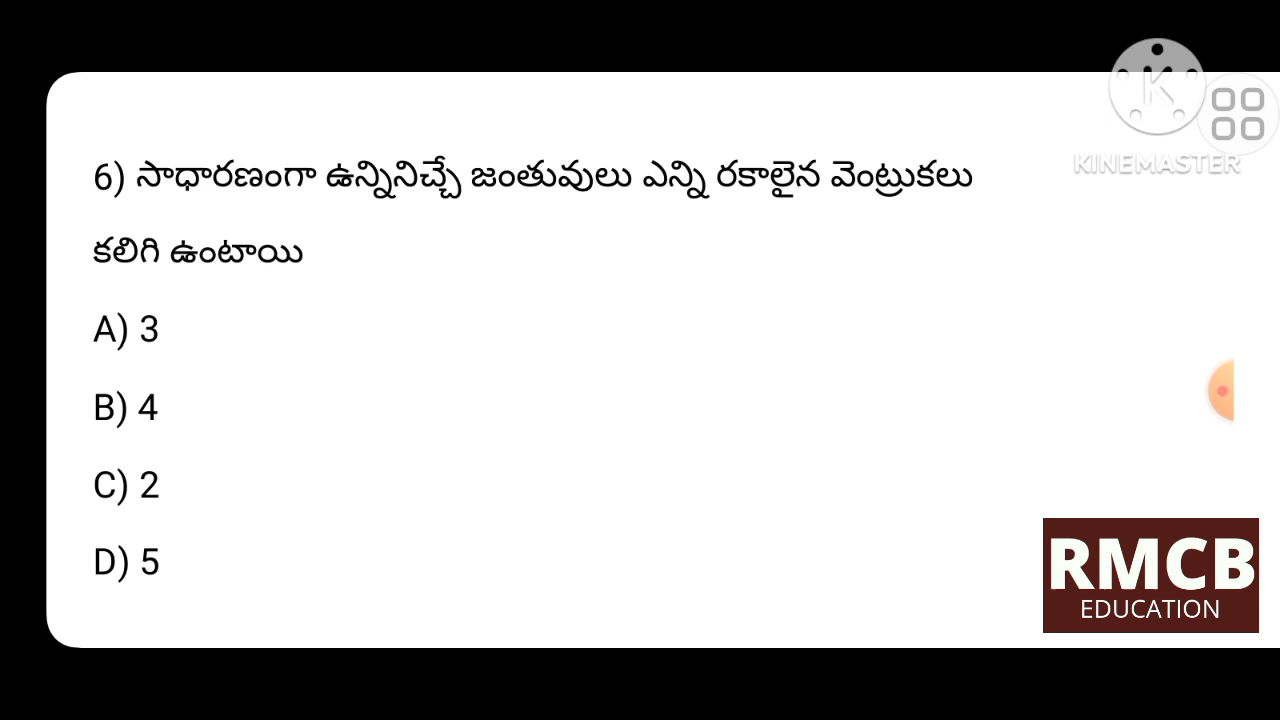 KINEMASTER
6) సాధారణంగా ఉన్నినిచ్చే జంతువులు ఎన్ని రకాలైన వెంట్రుకలు
కలిగి ఉంటాయి
A) 3
B) 4
C) 2
D) 5
RMCB
EDUCATION